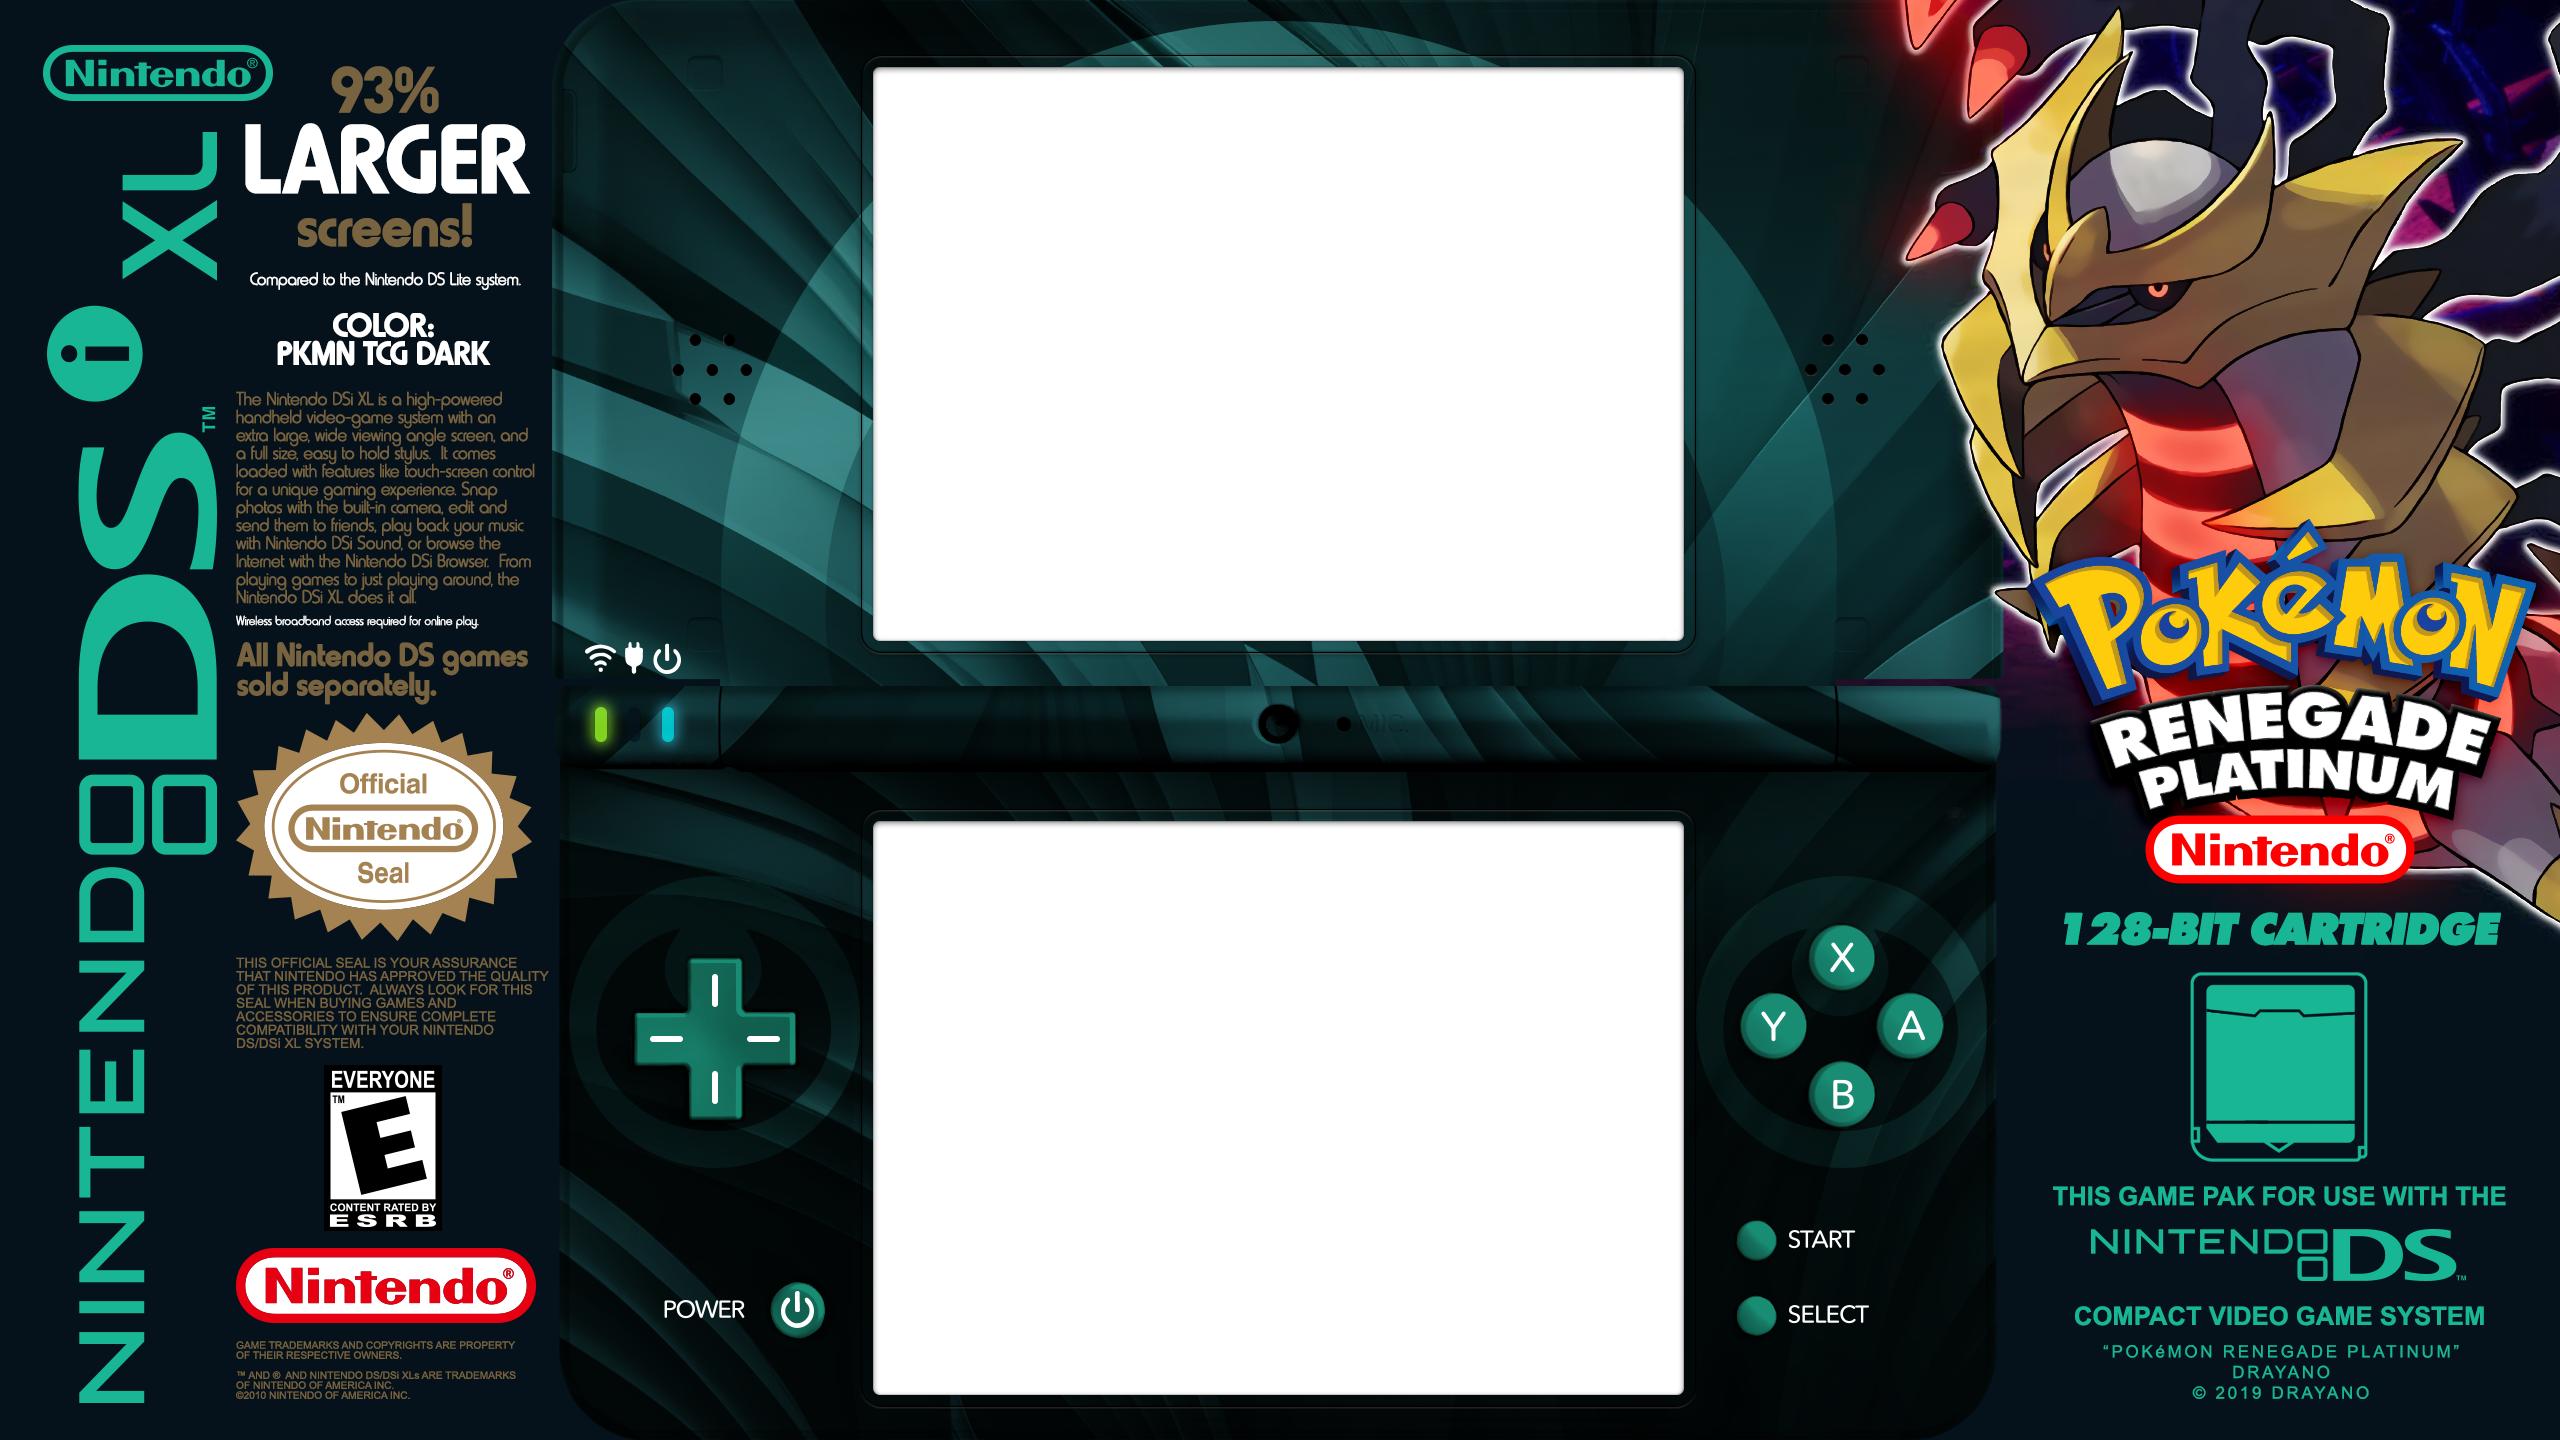 Nintendo®
NINTENDO DS™ i XL
93%
LARGER
screens!
Compared to the Nintendo DS Lite system.
COLOR:
PKMN TCG DARK
The Nintendo DSi XL is a high-powered
handheld video-game system with an
extra large, wide viewing angle screen, and
a full size, easy to hold stylus. It comes
loaded with features like touch-screen control
for a unique gaming experience. Snap
photos with the built-in camera, edit and
send them to friends, play back your music
with Nintendo DSi Sound, or browse the
Internet with the Nintendo DSi Browser. From
playing games to just playing around, the
Nintendo DSi XL does it all.
Wireless broadband access required for online play.
All Nintendo DS games
sold separately.
Official
Nintendo®
Seal
THIS OFFICIAL SEAL IS YOUR ASSURANCE
THAT NINTENDO HAS APPROVED THE QUALITY
OF THIS PRODUCT. ALWAYS LOOK FOR THIS
SEAL WHEN BUYING GAMES AND
ACCESSORIES TO ENSURE COMPLETE
COMPATIBILITY WITH YOUR NINTENDO
DS/DSi XL SYSTEM.
EVERYONE
™
E
CONTENT RATED BY
ESRB
Nintendo®
GAME TRADEMARKS AND COPYRIGHTS ARE PROPERTY
OF THEIR RESPECTIVE OWNERS.
™ AND ® AND NINTENDO DS/DSi XLs ARE TRADEMARKS
OF NINTENDO OF AMERICA INC.
©2010 NINTENDO OF AMERICA INC.
MIC.
X
Y
A
B
START
SELECT
POWER
POKéMON
RENEGADE
PLATINUM
Nintendo®
128-BIT CARTRIDGE
THIS GAME PAK FOR USE WITH THE
NINTENDO DS™
COMPACT VIDEO GAME SYSTEM
“POKéMON RENEGADE PLATINUM”
DRAYANO
© 2019 DRAYANO